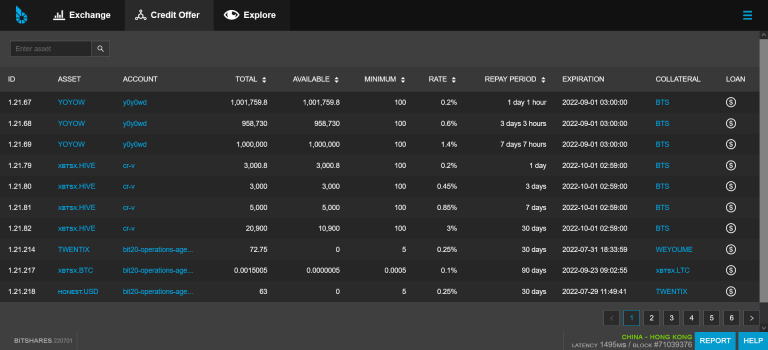 Exchange Credit Offer Explore
Enter asset
ID ASSET ACCOUNT TOTAL AVAILABLE MINIMUM RATE REPAY PERIOD EXPIRATION COLLATERAL LOAN
1.21.67 YOYOW y0y0wd 1,001,759.8 1,001,759.8 100 0.2% 1 day 1 hour 2022-09-01 03:00:00 BTS
1.21.68 YOYOW y0y0wd 958,730 958,730 100 0.6% 3 days 3 hours 2022-09-01 03:00:00 BTS
1.21.69 YOYOW y0y0wd 1,000,000 1,000,000 100 1.4% 7 days 7 hours 2022-09-01 03:00:00 BTS
1.21.79 XBTSX.HIVE cr-v 3,000.8 3,000.8 100 0.2% 1 day 2022-10-01 02:59:00 BTS
1.21.80 XBTSX.HIVE cr-v 3,000 3,000 100 0.45% 3 days 2022-10-01 02:59:00 BTS
1.21.81 XBTSX.HIVE cr-v 5,000 5,000 100 0.85% 7 days 2022-10-01 02:59:00 BTS
1.21.82 XBTSX.HIVE cr-v 20,900 10,900 100 3% 30 days 2022-10-01 02:59:00 BTS
1.21.214 TWENTIX bit20-operations-age... 72.75 0 5 0.25% 30 days 2022-07-31 18:33:59 WEYOUME
1.21.217 XBTSX.BTC bit20-operations-age... 0.0015005 0.0000005 0.0005 0.1% 90 days 2022-09-23 09:02:55 XBTSX.LTC
1.21.218 HONEST.USD bit20-operations-age... 63 0 5 0.25% 30 days 2022-07-29 11:49:41 TWENTIX
< 1 2 3 4 5 6 >
CHINA - HONG KONG
BITSHARES.220701 LATENCY 1495MS / BLOCK #71039376 REPORT HELP